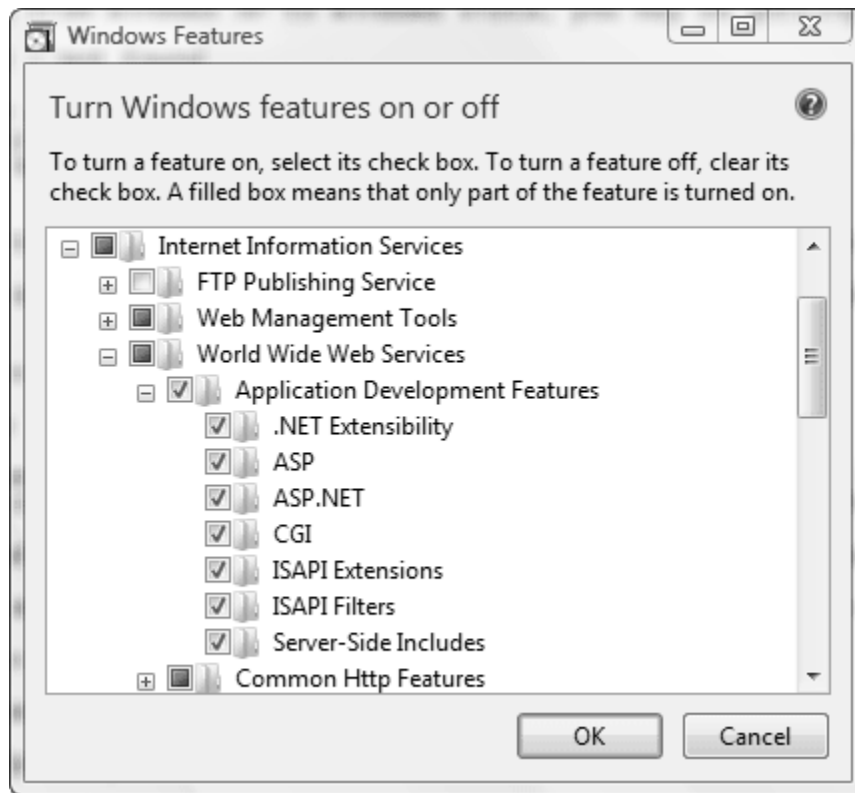 Windows Features
Turn Windows features on or off
To turn a feature on, select its check box. To turn a feature off, clear its
check box. A filled box means that only part of the feature is turned on.
Internet Information Services
FTP Publishing Service
Web Management Tools
World Wide Web Services
Application Development Features
.NET Extensibility
ASP
ASP.NET
CGI
ISAPI Extensions
ISAPI Filters
Server-Side Includes
Common Http Features
OK
Cancel